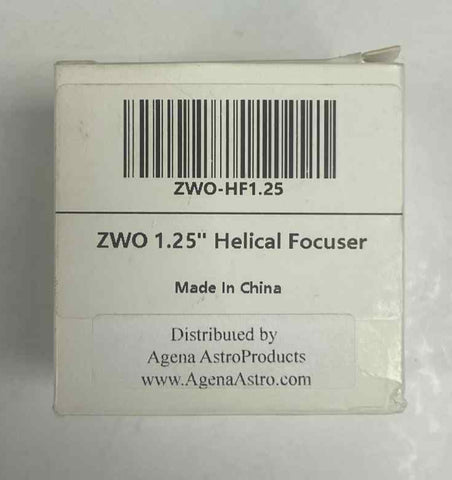 ZWO-HF1.25
ZWO 1.25" Helical Focuser
Made In China
Distributed by
Agena AstroProducts
www.AgenaAstro.com